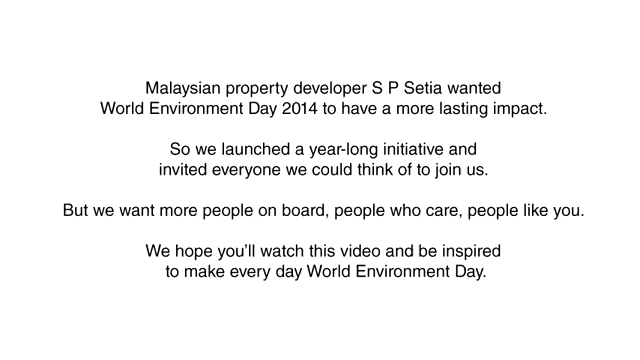 Malaysian property developer S P Setia wanted
World Environment Day 2014 to have a more lasting impact.
So we launched a year-long initiative and
invited everyone we could think of to join us.
But we want more people on board, people who care, people like you.
We hope you’ll watch this video and be inspired
to make every day World Environment Day.